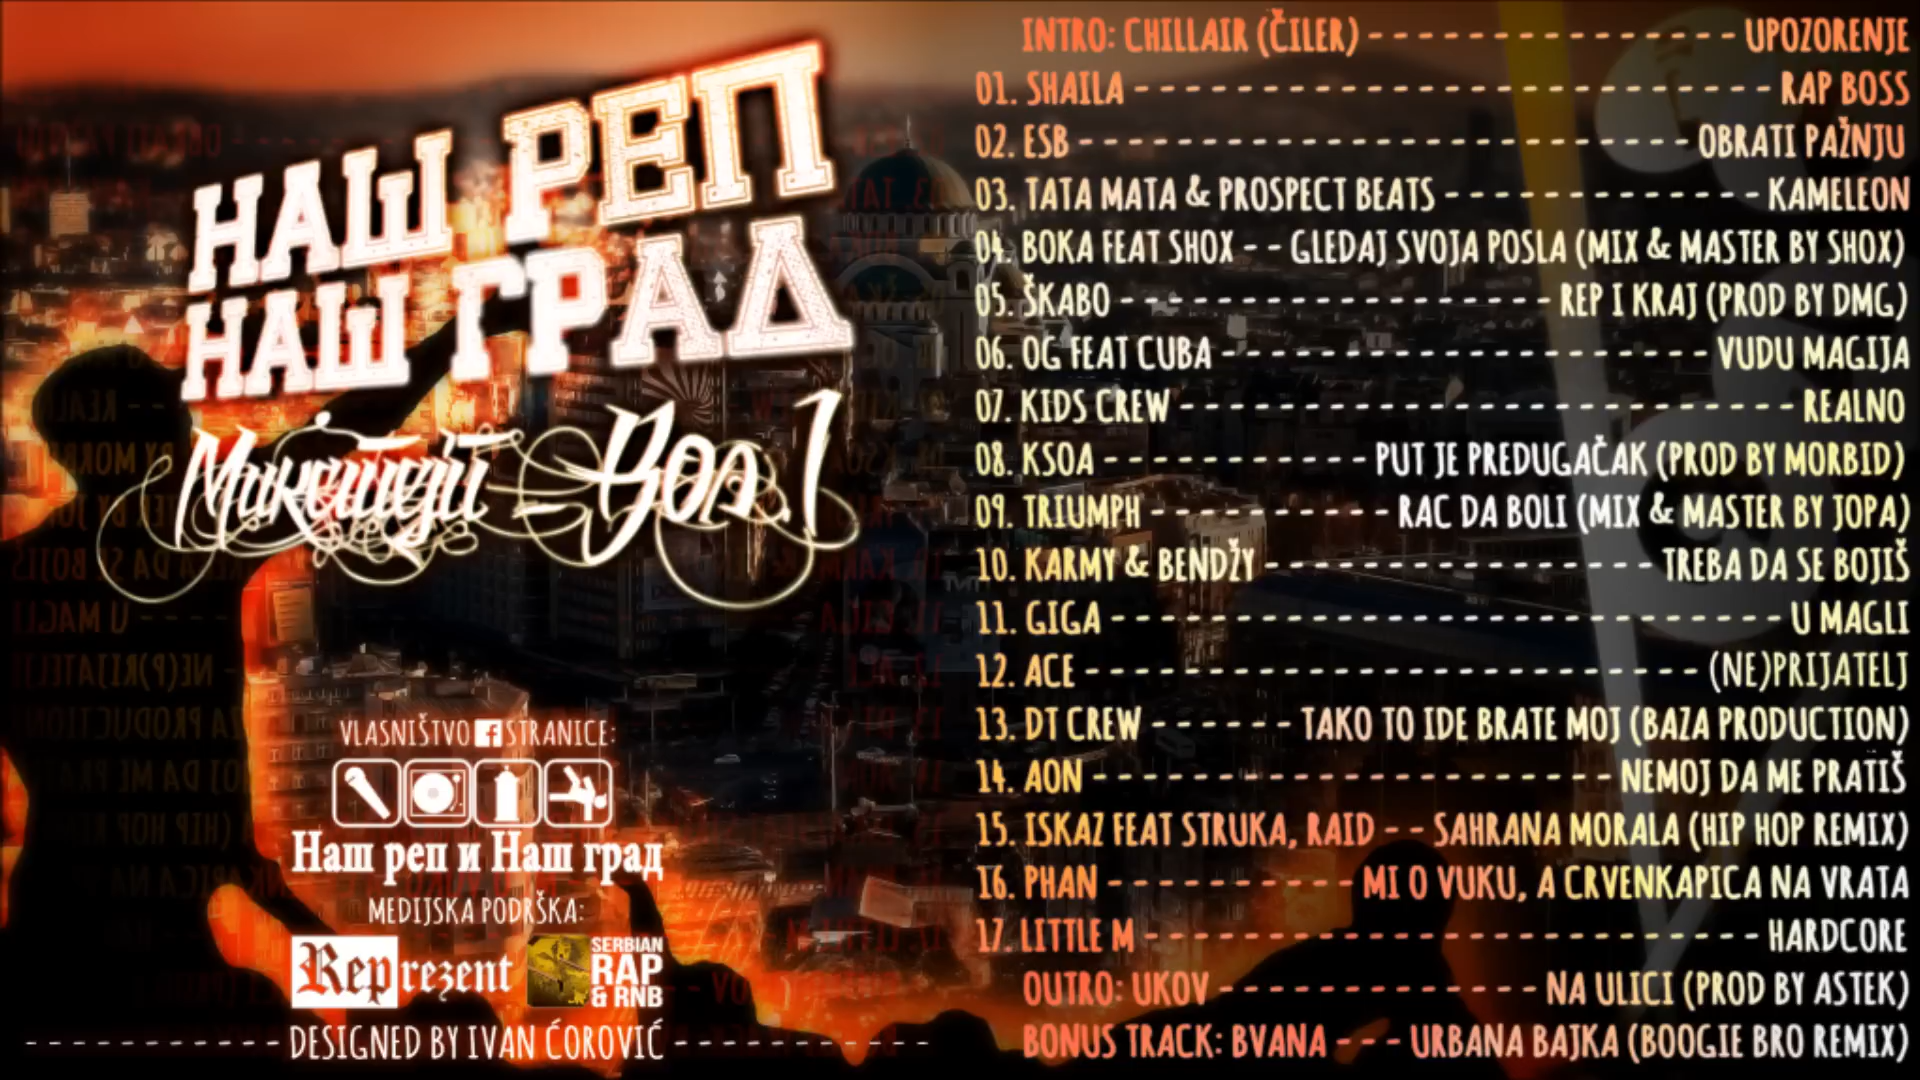 НАШ РЕП
НАШ ГРАД
Микстејп - Вол.1
VLASNIŠTVO f STRANICE:
Наш реп и Наш град
MEDIJSKA PODRŠKA:
Reprezent
SERBIAN
RAP
& RNB
- - - - - - - - - - DESIGNED BY IVAN ĆOROVIĆ - - - - - - - - - -
INTRO: CHILLAIR (ČILER) - - - - - - - - - - - - - - - UPOZORENJE
01. SHAILA - - - - - - - - - - - - - - - - - - - - - - - - - - RAP BOSS
02. ESB - - - - - - - - - - - - - - - - - - - - - - - - - OBRATI PAŽNJU
03. TATA MATA & PROSPECT BEATS - - - - - - - - - - - - - KAMELEON
04. BOKA FEAT SHOX - - GLEDAJ SVOJA POSLA (MIX & MASTER BY SHOX)
05. ŠKABO - - - - - - - - - - - - - - - - - - REP I KRAJ (PROD BY DMG)
06. OG FEAT CUBA - - - - - - - - - - - - - - - - - - - - VUDU MAGIJA
07. KIDS CREW - - - - - - - - - - - - - - - - - - - - - - - - - REALNO
08. KSOA - - - - - - - - - - - PUT JE PREDUGAČAK (PROD BY MORBID)
09. TRIUMPH - - - - - - - - - - RAC DA BOLI (MIX & MASTER BY JOPA)
10. KARMY & BENDŽY - - - - - - - - - - - - - - - - TREBA DA SE BOJIŠ
11. GIGA - - - - - - - - - - - - - - - - - - - - - - - - - - - - U MAGLI
12. ACE - - - - - - - - - - - - - - - - - - - - - - - - - (NE)PRIJATELJ
13. DT CREW - - - - - - TAKO TO IDE BRATE MOJ (BAZA PRODUCTION)
14. AON - - - - - - - - - - - - - - - - - - - - - NEMOJ DA ME PRATIŠ
15. ISKAZ FEAT STRUKA, RAID - - SAHRANA MORALA (HIP HOP REMIX)
16. PHAN - - - - - - - - - - MI O VUKU, A CRVENKAPICA NA VRATA
17. LITTLE M - - - - - - - - - - - - - - - - - - - - - - - - - HARDCORE
OUTRO: UKOV - - - - - - - - - - - - - NA ULICI (PROD BY ASTEK)
BONUS TRACK: BVANA - - - URBANA BAJKA (BOOGIE BRO REMIX)